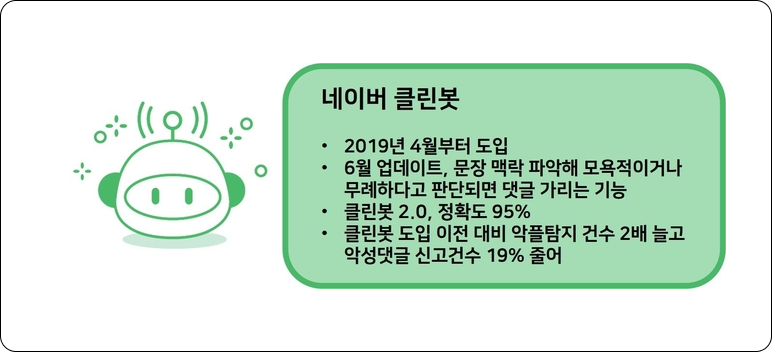 네이버 클린봇
• 2019년 4월부터 도입
• 6월 업데이트, 문장 맥락 파악해 모욕적이거나
무례하다고 판단되면 댓글 가리는 기능
• 클린봇 2.0, 정확도 95%
• 클린봇 도입 이전 대비 악플탐지 건수 2배 늘고
악성댓글 신고건수 19% 줄어